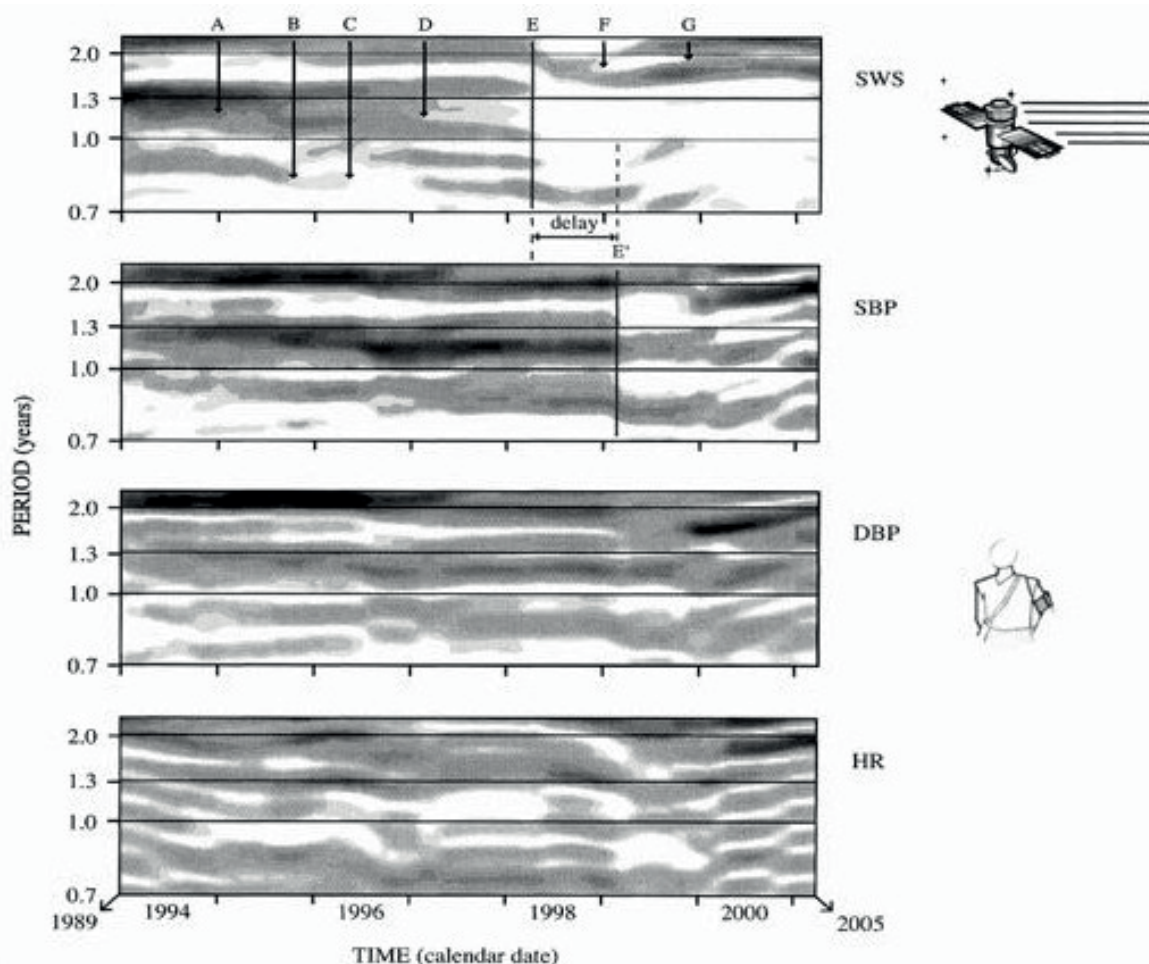 A B C D E F G
2.0
1.3
1.0
0.7
SWS
delay
E'
2.0
1.3
1.0
0.7
SBP
PERIOD (years)
2.0
1.3
1.0
0.7
DBP
2.0
1.3
1.0
0.7
HR
1989 1994 1996 1998 2000 2005
TIME (calendar date)